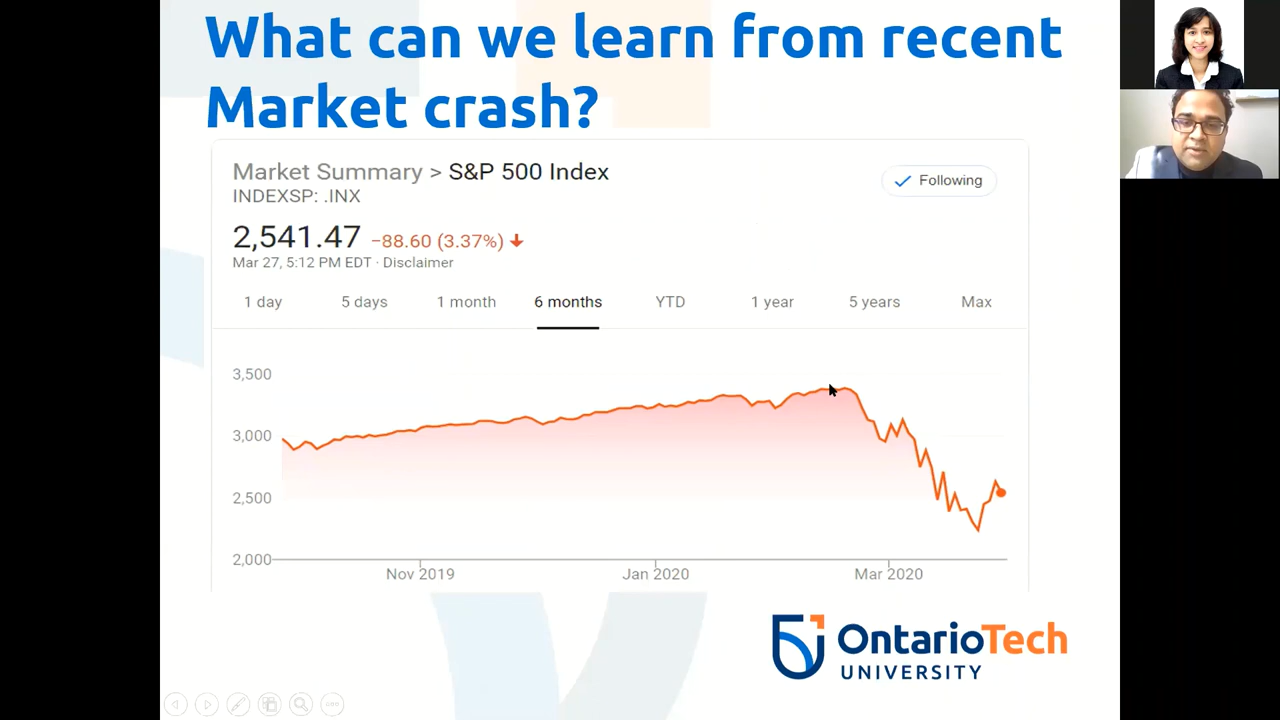 What can we learn from recent
Market crash?
Market Summary > S&P 500 Index
INDEXSP: .INX
Following
2,541.47 −88.60 (3.37%)
Mar 27, 5:12 PM EDT · Disclaimer
1 day 5 days 1 month 6 months YTD 1 year 5 years Max
3,500
3,000
2,500
2,000
Nov 2019 Jan 2020 Mar 2020
OntarioTech
UNIVERSITY